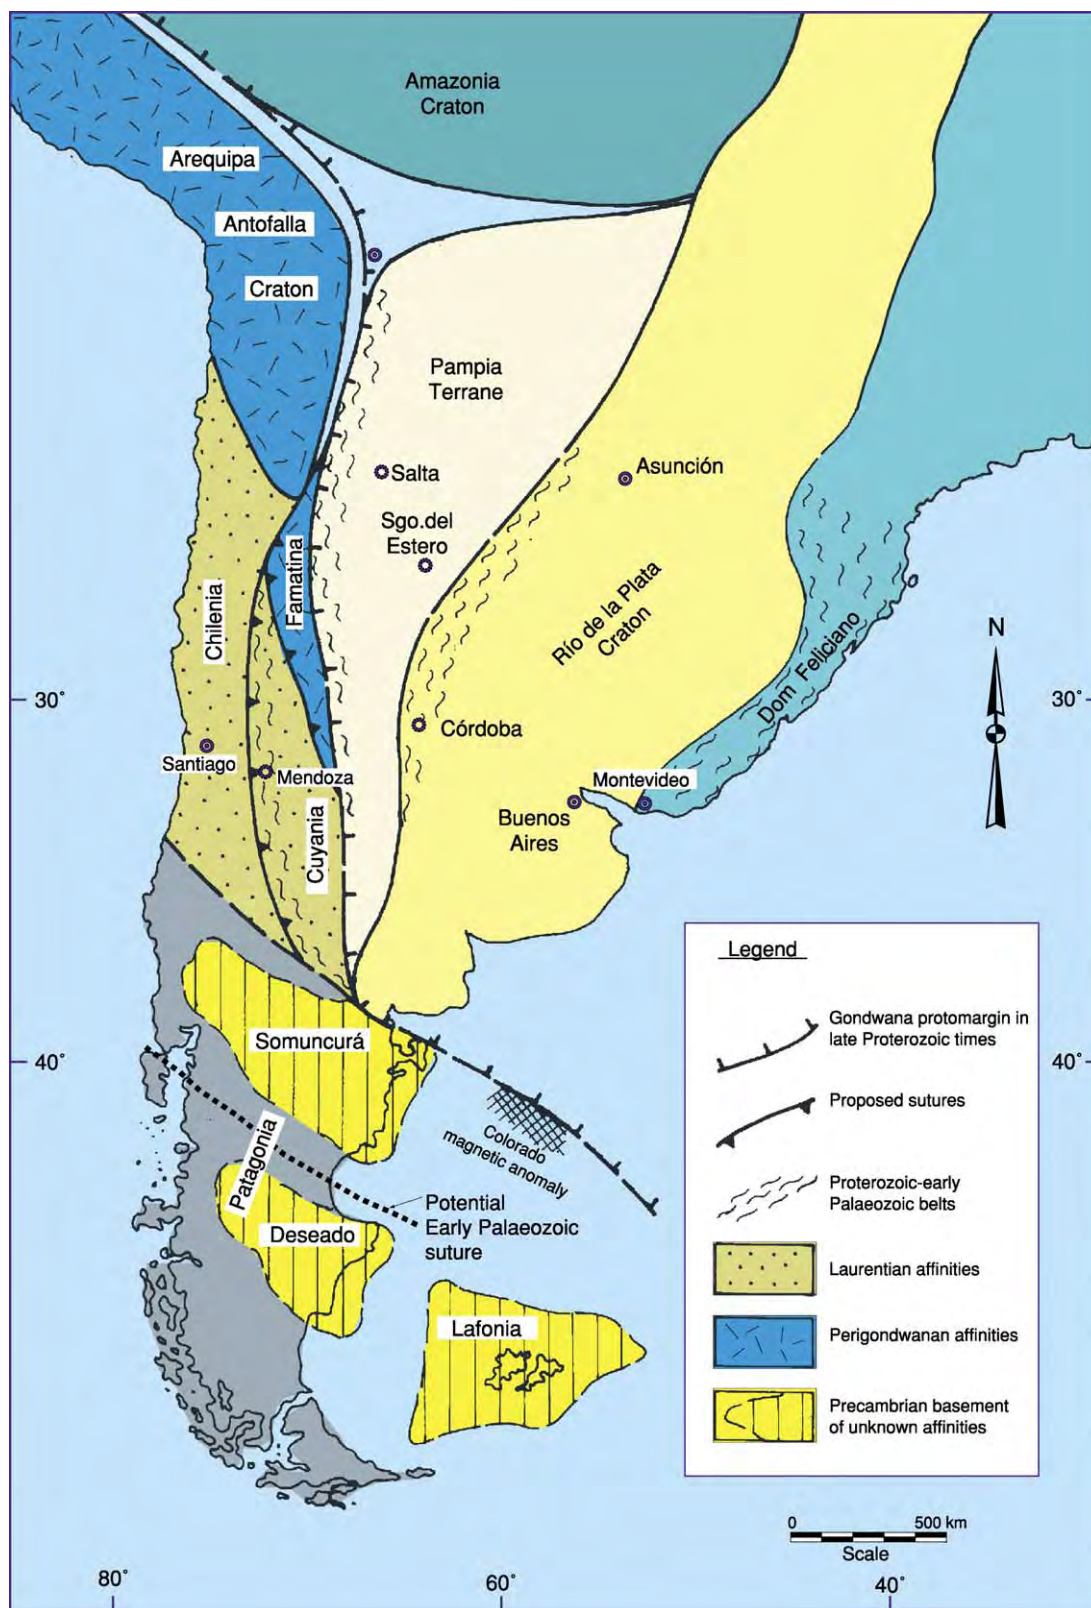 Amazonia
Craton
Arequipa
Antofalla
Craton
Pampia
Terrane
Salta
Asunción
Sgo.del
Estero
Famatina
Chilenia
Río de la Plata
Craton
Dom Feliciano
N
30°
30°
Córdoba
Santiago
Mendoza
Montevideo
Buenos
Aires
Cuyania
Legend
Gondwana protomargin in
late Proterozoic times
Proposed sutures
Proterozoic-early
Palaeozoic belts
Laurentian affinities
Perigondwanan affinities
Precambrian basement
of unknown affinities
Somuncurá
40°
40°
Colorado
magnetic anomaly
Patagonia
Potential
Early Palaeozoic
suture
Deseado
Lafonia
0
500 km
Scale
80°
60°
40°